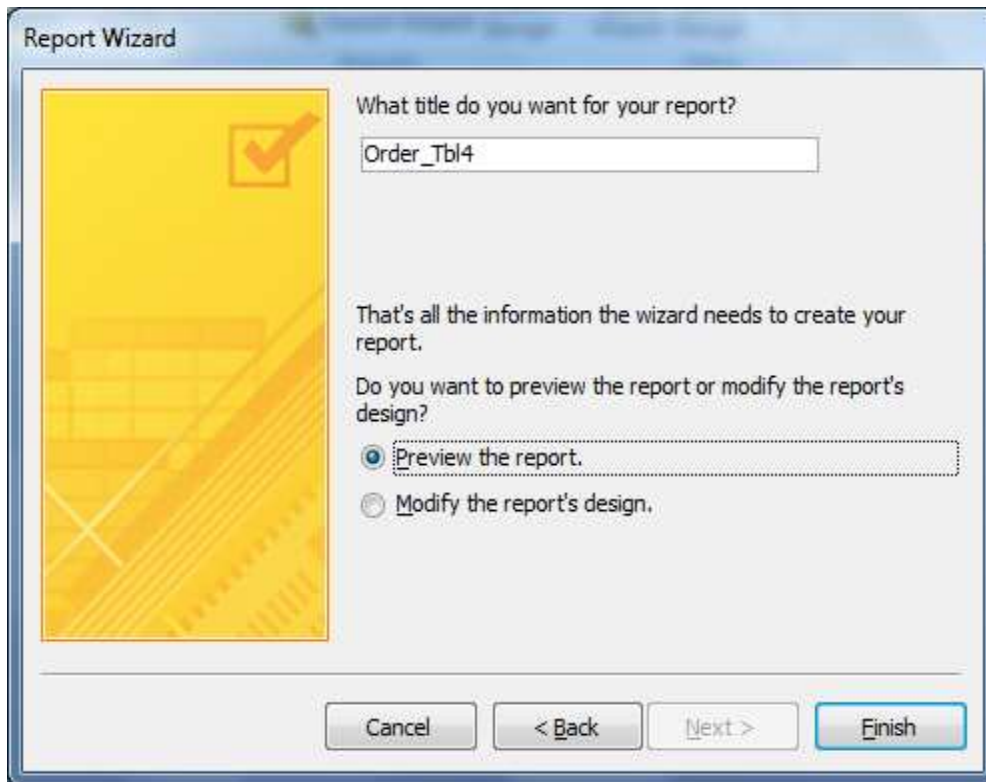 Report Wizard
What title do you want for your report?
Order_Tbl4
That's all the information the wizard needs to create your
report.
Do you want to preview the report or modify the report's
design?
Preview the report.
Modify the report's design.
Cancel
< Back
Next >
Finish